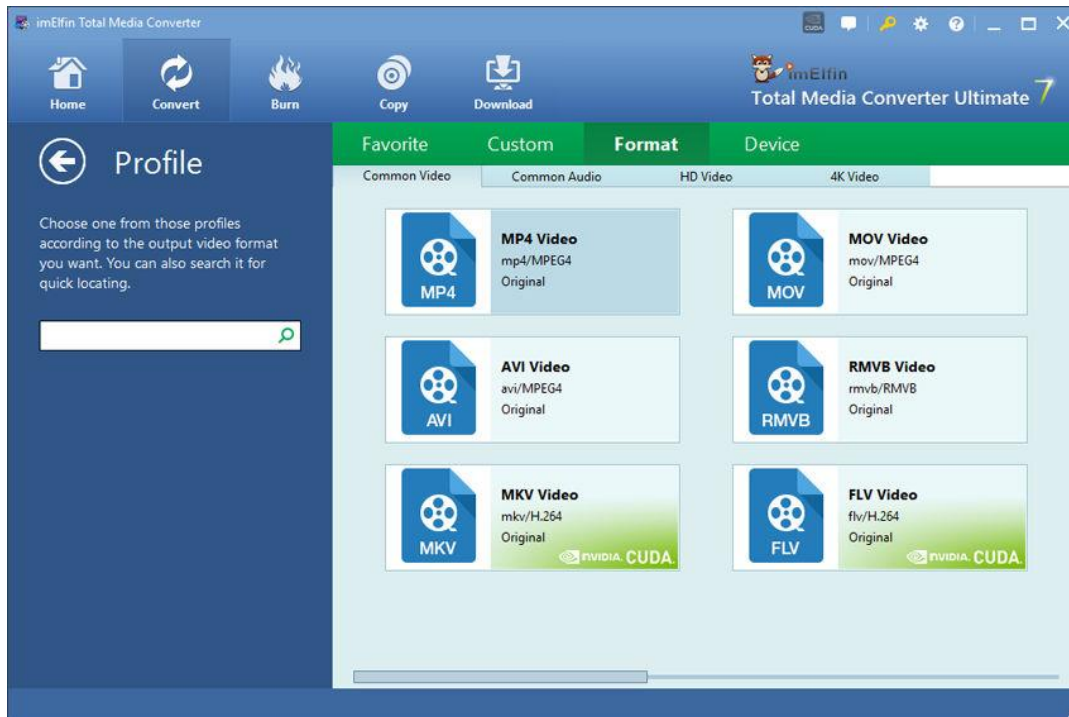 imElfin Total Media Converter
CUDA
Home
Convert
Burn
Copy
Download
imElfin
Total Media Converter Ultimate 7
Profile
Choose one from those profiles
according to the output video format
you want. You can also search it for
quick locating.
Favorite
Custom
Format
Device
Common Video
Common Audio
HD Video
4K Video
MP4
MP4 Video
mp4/MPEG4
Original
MOV
MOV Video
mov/MPEG4
Original
AVI
AVI Video
avi/MPEG4
Original
RMVB
RMVB Video
rmvb/RMVB
Original
MKV
MKV Video
mkv/H.264
Original
NVIDIA. CUDA.
FLV
FLV Video
flv/H.264
Original
NVIDIA. CUDA.